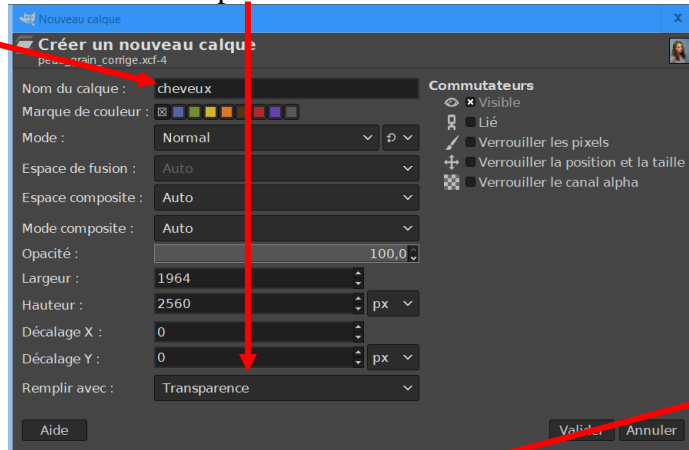 Nouveau calque
x
Créer un nouveau calque
peau_grain_corrige.xcf-4
Nom du calque : cheveux
Marque de couleur :
Mode : Normal
Espace de fusion : Auto
Espace composite : Auto
Mode composite : Auto
Opacité : 100,0
Largeur : 1964
Hauteur : 2560 px
Décalage X : 0
Décalage Y : 0 px
Remplir avec : Transparence
Commutateurs
Visible
Lié
Verrouiller les pixels
Verrouiller la position et la taille
Verrouiller le canal alpha
Aide
Valider
Annuler